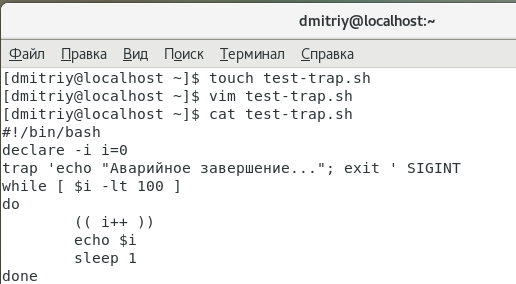 dmitriy@localhost:~
Файл Правка Вид Поиск Терминал Справка
[dmitriy@localhost ~]$ touch test-trap.sh
[dmitriy@localhost ~]$ vim test-trap.sh
[dmitriy@localhost ~]$ cat test-trap.sh
#!/bin/bash
declare -i i=0
trap 'echo "Аварийное завершение..."; exit ' SIGINT
while [ $i -lt 100 ]
do
        (( i++ ))
        echo $i
        sleep 1
done